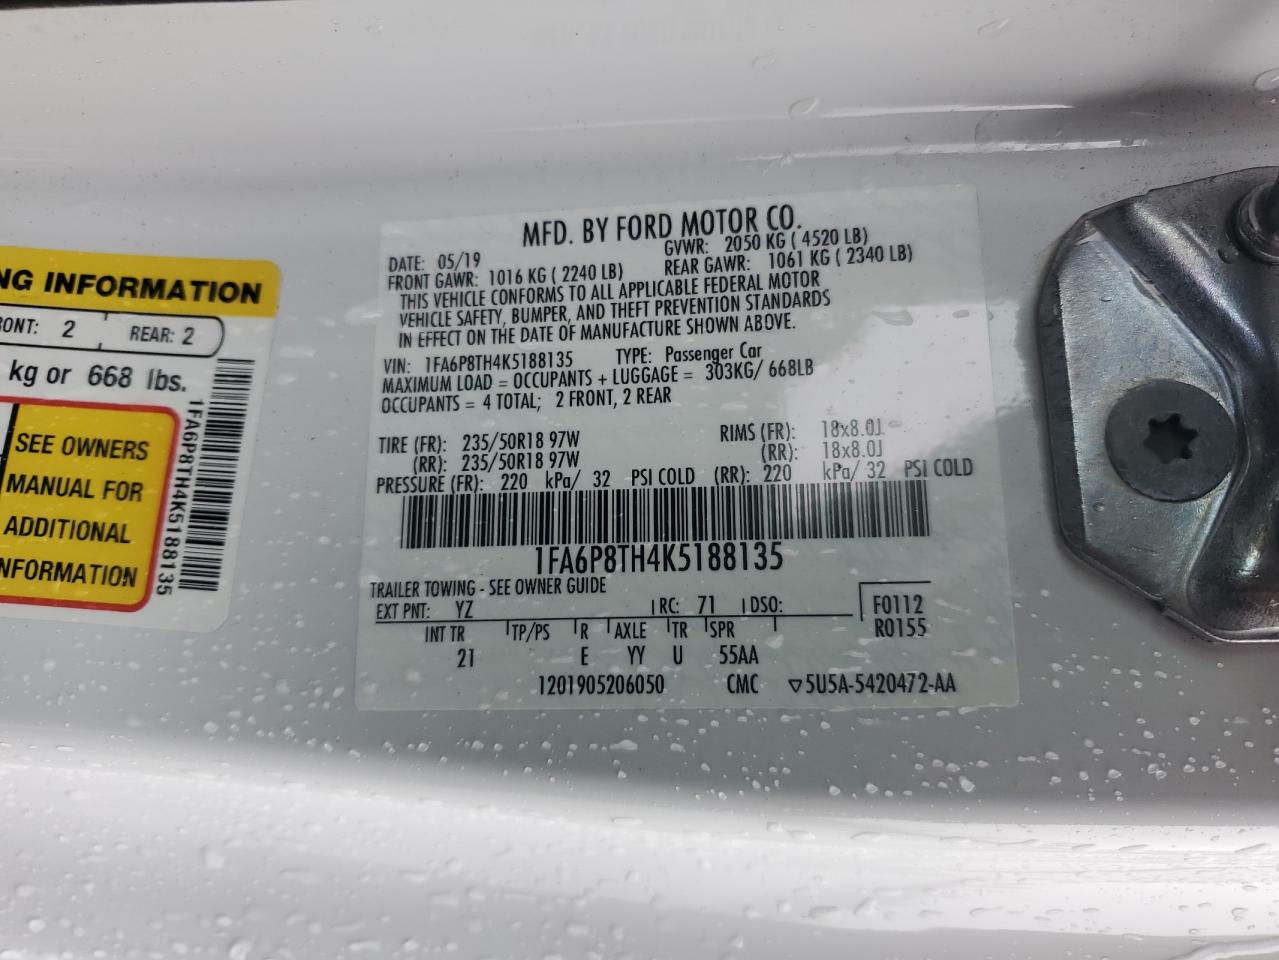 NG INFORMATION
RONT: 2 REAR: 2
kg or 668 lbs.
SEE OWNERS
MANUAL FOR
ADDITIONAL
INFORMATION
1FA6P8TH4K5188135
MFD. BY FORD MOTOR CO.
DATE: 05/19 GVWR: 2050 KG ( 4520 LB)
FRONT GAWR: 1016 KG ( 2240 LB) REAR GAWR: 1061 KG ( 2340 LB)
THIS VEHICLE CONFORMS TO ALL APPLICABLE FEDERAL MOTOR
VEHICLE SAFETY, BUMPER, AND THEFT PREVENTION STANDARDS
IN EFFECT ON THE DATE OF MANUFACTURE SHOWN ABOVE.
VIN: 1FA6P8TH4K5188135 TYPE: Passenger Car
MAXIMUM LOAD = OCCUPANTS + LUGGAGE = 303KG/ 668LB
OCCUPANTS = 4 TOTAL; 2 FRONT, 2 REAR
TIRE (FR): 235/50R18 97W RIMS (FR): 18x8.0J
(RR): 235/50R18 97W (RR): 18x8.0J
PRESSURE (FR): 220 kPa/ 32 PSI COLD (RR): 220 kPa/ 32 PSI COLD
1FA6P8TH4K5188135
TRAILER TOWING - SEE OWNER GUIDE
EXT PNT: YZ RC: 71 DSO: F0112
R0155
INT TR TP/PS R AXLE TR SPR
21 E YY U 55AA
1201905206050 CMC ▽5U5A-5420472-AA